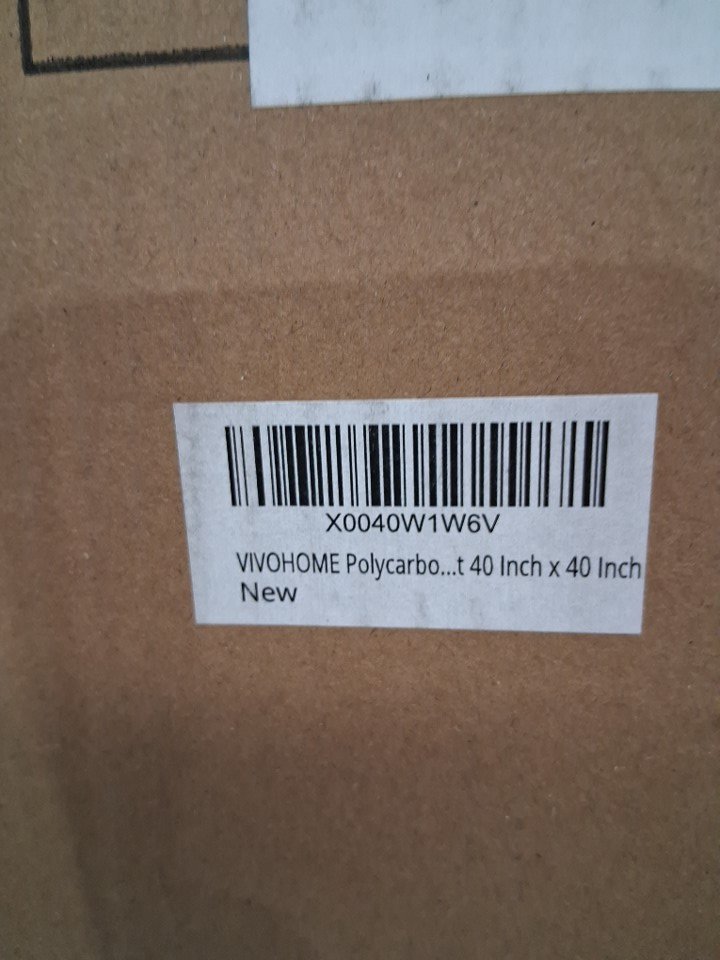 X0040W1W6V
VIVOHOME Polycarbo...t 40 Inch x 40 Inch
New